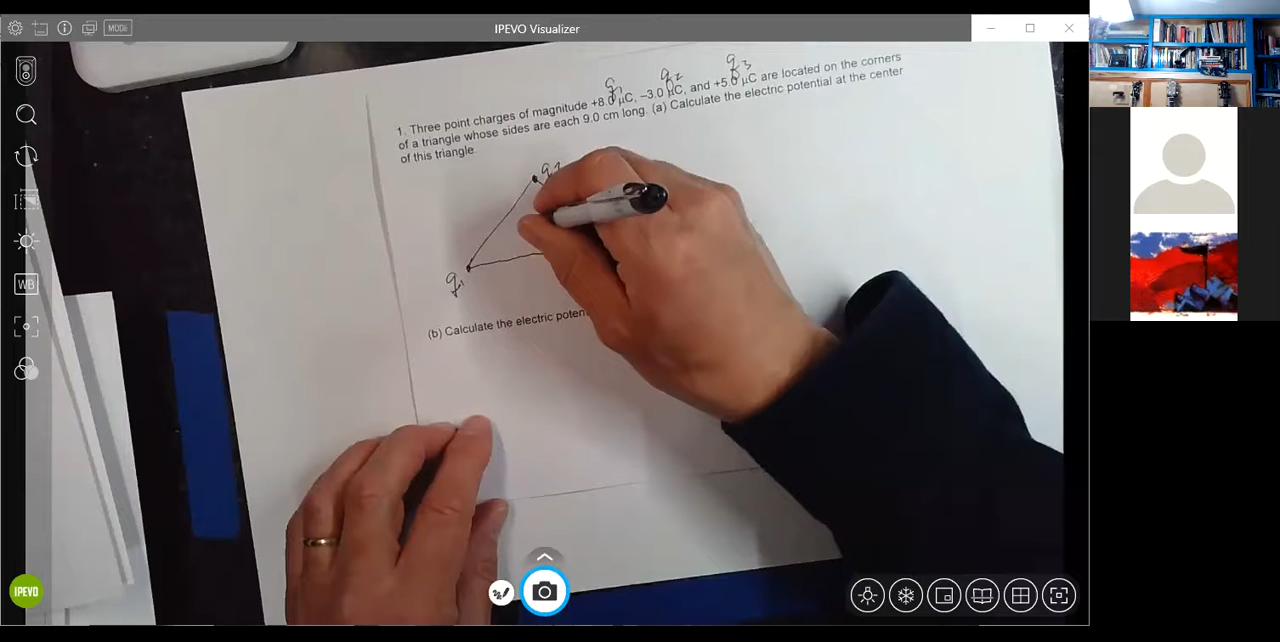 IPEVO Visualizer
MODE
q1 q2 q3
1. Three point charges of magnitude +8.0 μC, –3.0 μC, and +5.0 μC are located on the corners
of a triangle whose sides are each 9.0 cm long. (a) Calculate the electric potential at the center
of this triangle.
q2
q1
(b) Calculate the electric poten
WB
IPEVO